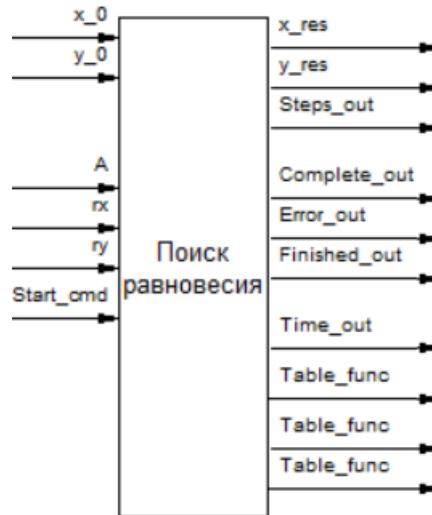 x_0
y_0
A
rx
ry
Start_cmd
Поиск
равновесия
x_res
y_res
Steps_out
Complete_out
Error_out
Finished_out
Time_out
Table_func
Table_func
Table_func